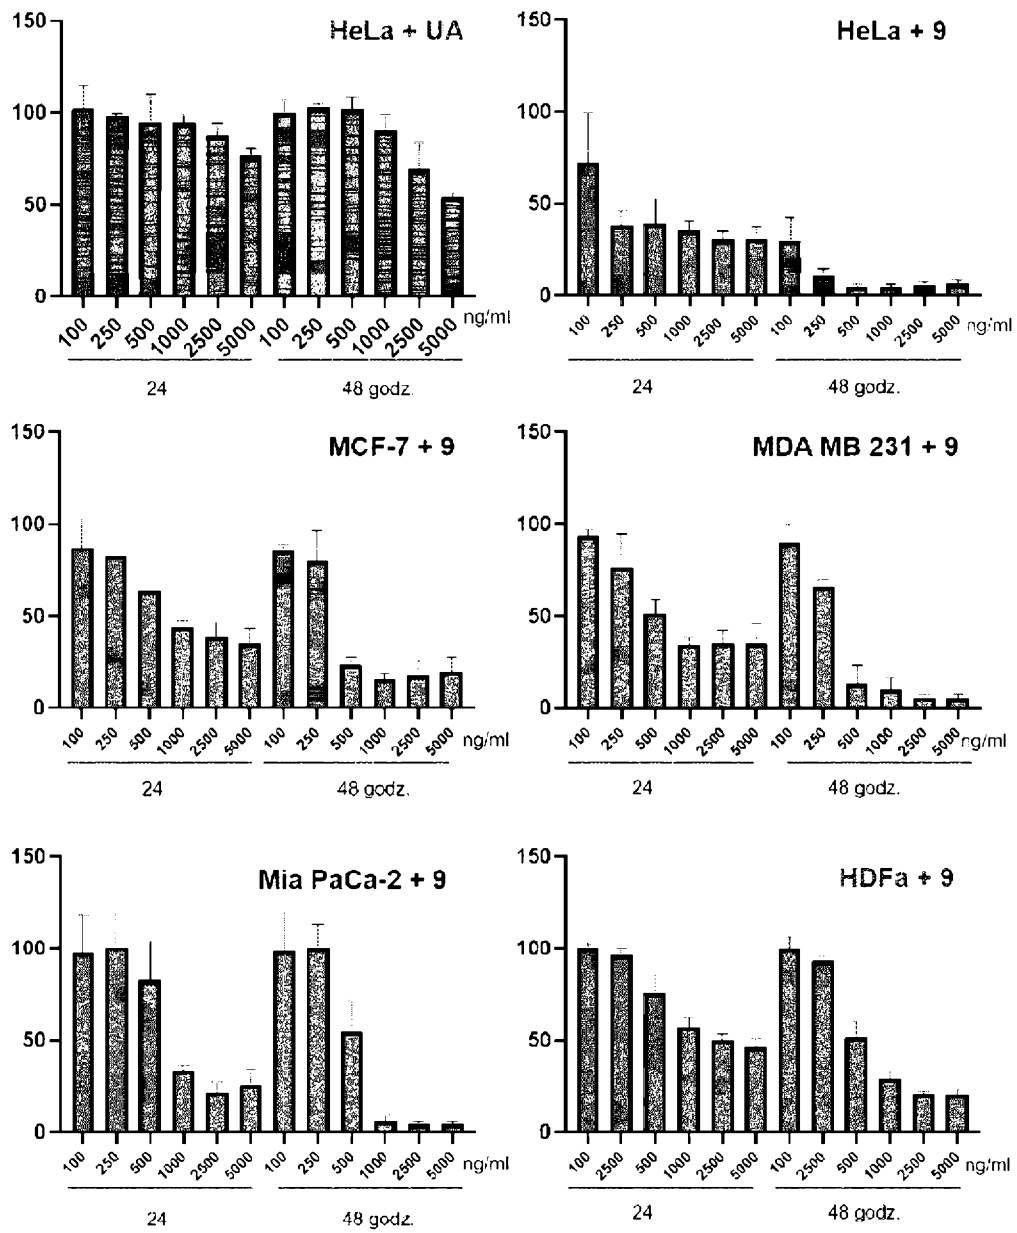 HeLa + UA
150
100
50
0
100 250 500 1000 2500 5000 100 250 500 1000 2500 5000 ng/ml
24 48 godz.
HeLa + 9
150
100
50
0
100 250 500 1000 2500 5000 100 250 500 1000 2500 5000 ng/ml
24 48 godz.
MCF-7 + 9
150
100
50
0
100 250 500 1000 2500 5000 100 250 500 1000 2500 5000 ng/ml
24 48 godz.
MDA MB 231 + 9
150
100
50
0
100 250 500 1000 2500 5000 100 250 500 1000 2500 5000 ng/ml
24 48 godz.
Mia PaCa-2 + 9
150
100
50
0
100 250 500 1000 2500 5000 100 250 500 1000 2500 5000 ng/ml
24 48 godz.
HDFa + 9
150
100
50
0
100 2500 500 1000 2500 5000 100 2500 500 1000 2500 5000 ng/ml
24 48 godz.